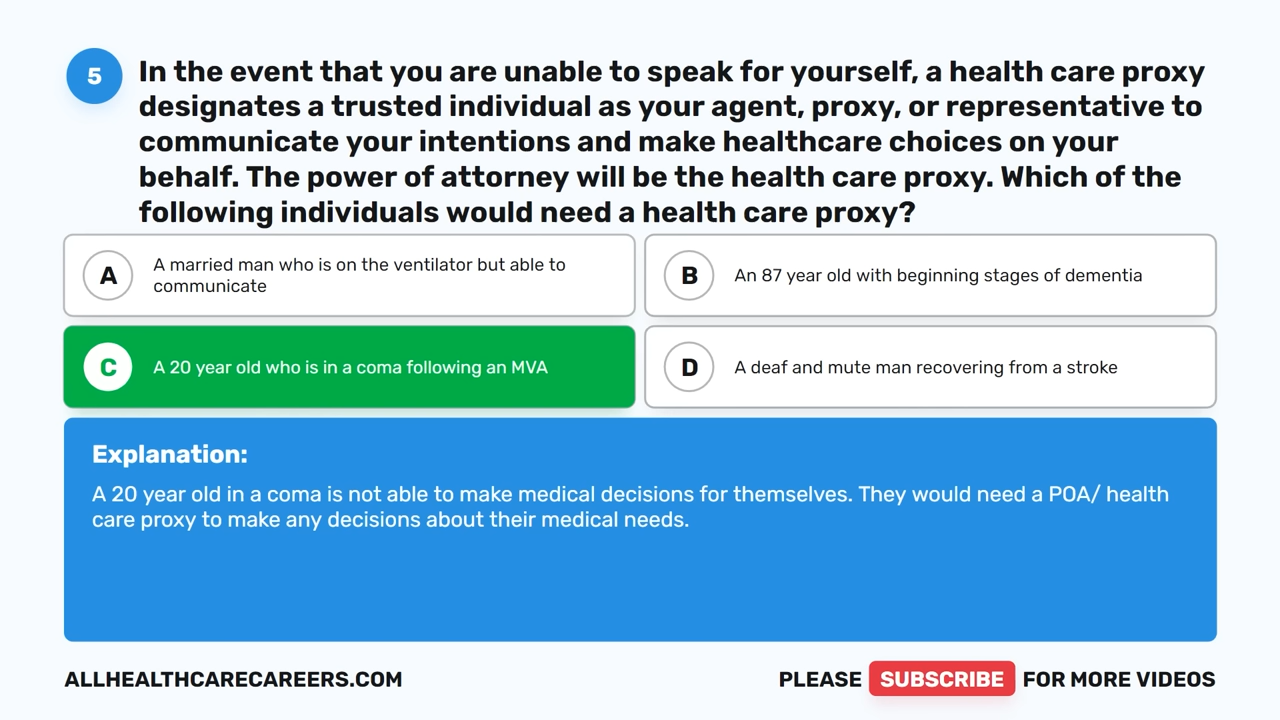 5
In the event that you are unable to speak for yourself, a health care proxy
designates a trusted individual as your agent, proxy, or representative to
communicate your intentions and make healthcare choices on your
behalf. The power of attorney will be the health care proxy. Which of the
following individuals would need a health care proxy?
A
A married man who is on the ventilator but able to
communicate
B
An 87 year old with beginning stages of dementia
C
A 20 year old who is in a coma following an MVA
D
A deaf and mute man recovering from a stroke
Explanation:
A 20 year old in a coma is not able to make medical decisions for themselves. They would need a POA/ health
care proxy to make any decisions about their medical needs.
ALLHEALTHCARECAREERS.COM
PLEASE SUBSCRIBE FOR MORE VIDEOS